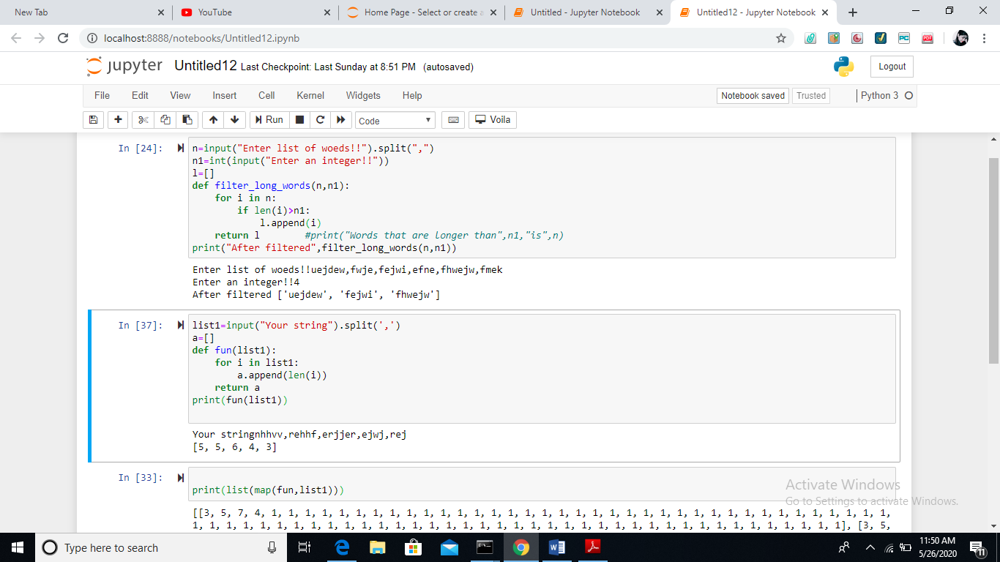 New Tab
YouTube
Home Page - Select or create a
Untitled - Jupyter Notebook
Untitled12 - Jupyter Notebook
localhost:8888/notebooks/Untitled12.ipynb
PC
PDF
jupyter Untitled12 Last Checkpoint: Last Sunday at 8:51 PM (autosaved)
Logout
File Edit View Insert Cell Kernel Widgets Help
Notebook saved Trusted Python 3
Run Code Voila
In [24]: n=input("Enter list of woeds!!").split(",")
n1=int(input("Enter an integer!!"))
l=[]
def filter_long_words(n,n1):
    for i in n:
        if len(i)>n1:
            l.append(i)
    return l        #print("Words that are longer than",n1,"is",n)
print("After filtered",filter_long_words(n,n1))
Enter list of woeds!!uejdew,fwje,fejwi,efne,fhwejw,fmek
Enter an integer!!4
After filtered ['uejdew', 'fejwi', 'fhwejw']
In [37]: list1=input("Your string").split(',')
a=[]
def fun(list1):
    for i in list1:
        a.append(len(i))
    return a
print(fun(list1))
Your stringnhhvv,rehhf,erjjer,ejwj,rej
[5, 5, 6, 4, 3]
In [33]:
print(list(map(fun,list1)))
[[3, 5, 7, 4, 1, 1, 1, 1, 1, 1, 1, 1, 1, 1, 1, 1, 1, 1, 1, 1, 1, 1, 1, 1, 1, 1, 1, 1, 1, 1, 1, 1, 1, 1, 1, 1, 1, 1, 1, 1, 1,
1, 1, 1, 1, 1, 1, 1, 1, 1, 1, 1, 1, 1, 1, 1, 1, 1, 1, 1, 1, 1, 1, 1, 1, 1, 1, 1, 1, 1, 1, 1, 1, 1, 1, 1, 1, 1, 1], [3, 5,
Activate Windows
Go to Settings to activate Windows.
Type here to search
11:50 AM
5/26/2020
11